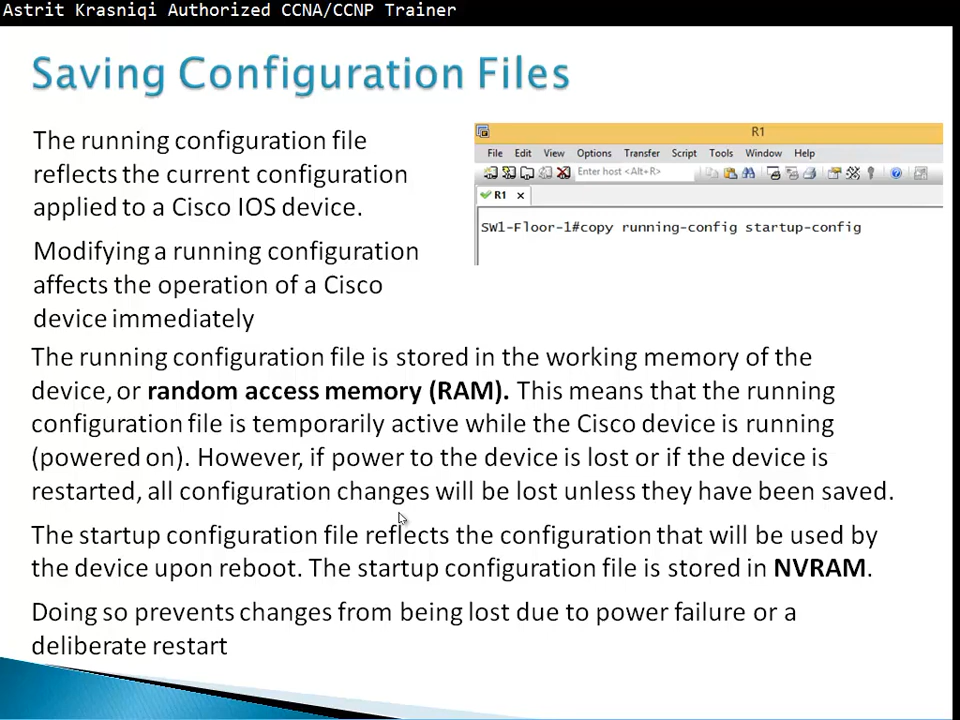 Astrit Krasniqi Authorized CCNA/CCNP Trainer
Saving Configuration Files
The running configuration file
reflects the current configuration
applied to a Cisco IOS device.
Modifying a running configuration
affects the operation of a Cisco
device immediately
R1
File Edit View Options Transfer Script Tools Window Help
Enter host <Alt+R>
R1
SW1-Floor-1#copy running-config startup-config
The running configuration file is stored in the working memory of the
device, or random access memory (RAM). This means that the running
configuration file is temporarily active while the Cisco device is running
(powered on). However, if power to the device is lost or if the device is
restarted, all configuration changes will be lost unless they have been saved.
The startup configuration file reflects the configuration that will be used by
the device upon reboot. The startup configuration file is stored in NVRAM.
Doing so prevents changes from being lost due to power failure or a
deliberate restart